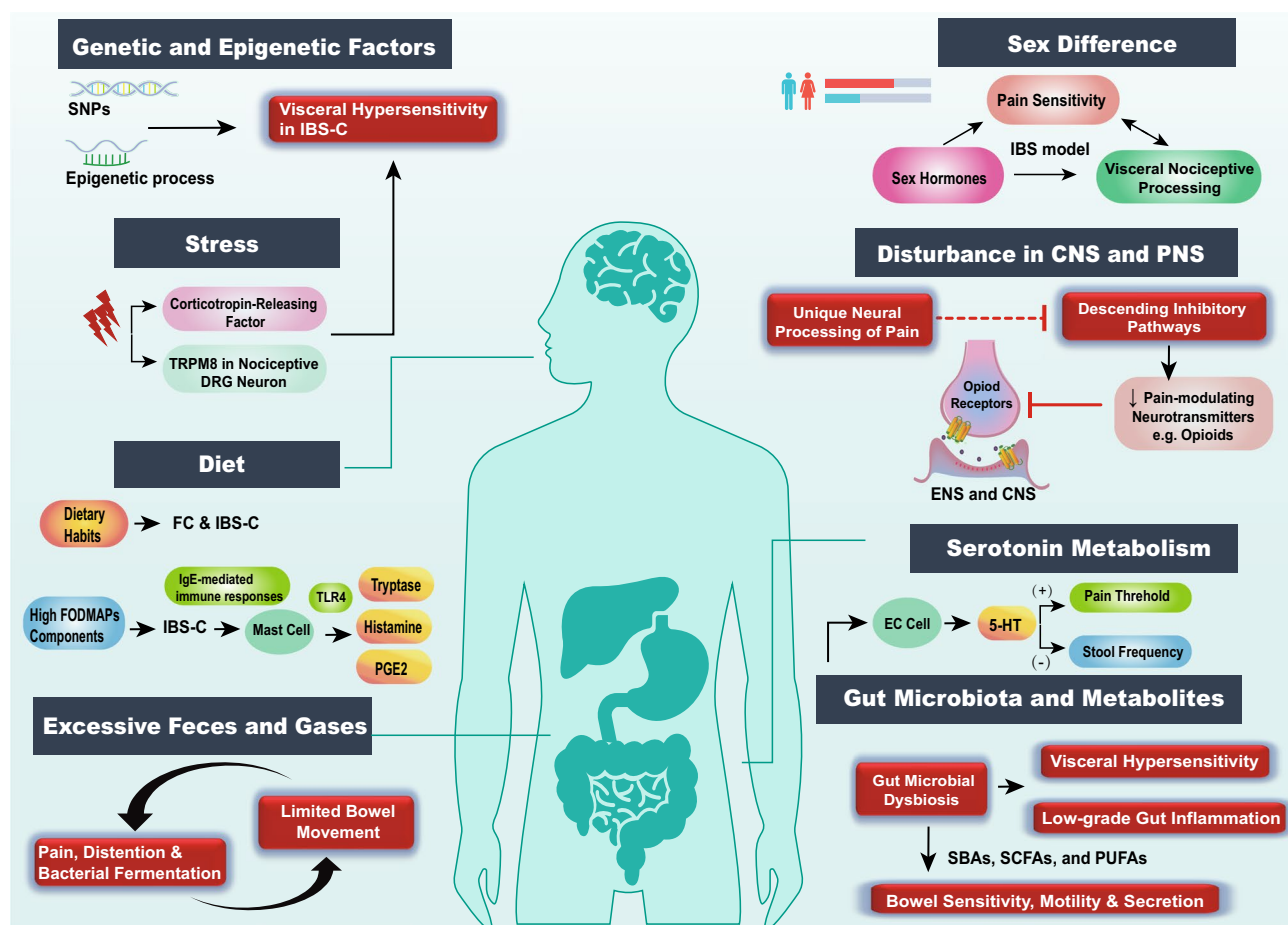 Genetic and Epigenetic Factors
SNPs
Epigenetic process
Visceral Hypersensitivity
in IBS-C
Stress
Corticotropin-Releasing
Factor
TRPM8 in Nociceptive
DRG Neuron
Diet
Dietary
Habits
FC & IBS-C
High FODMAPs
Components
IBS-C
IgE-mediated
immune responses
Mast Cell
TLR4
Tryptase
Histamine
PGE2
Excessive Feces and Gases
Limited Bowel
Movement
Pain, Distention &
Bacterial Fermentation
Sex Difference
Pain Sensitivity
IBS model
Sex Hormones
Visceral Nociceptive
Processing
Disturbance in CNS and PNS
Unique Neural
Processing of Pain
Descending Inhibitory
Pathways
Opiod
Receptors
↓ Pain-modulating
Neurotransmitters
e.g. Opioids
ENS and CNS
Serotonin Metabolism
EC Cell
5-HT
(+)
Pain Threhold
(-)
Stool Frequency
Gut Microbiota and Metabolites
Gut Microbial
Dysbiosis
Visceral Hypersensitivity
Low-grade Gut Inflammation
SBAs, SCFAs, and PUFAs
Bowel Sensitivity, Motility & Secretion